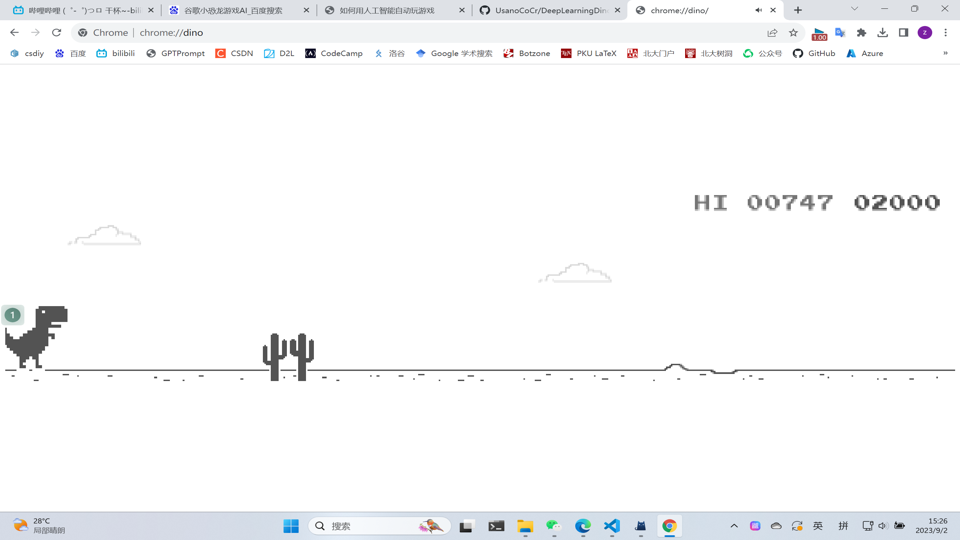 哔哩哔哩 (゜-゜)つロ 干杯~-bili
谷歌小恐龙游戏AI_百度搜索
如何用人工智能自动玩游戏
UsanoCoCr/DeepLearningDin
chrome://dino/
Chrome | chrome://dino
1.00
z
csdiy
百度
bilibili
GPTPrompt
CSDN
D2L
CodeCamp
洛谷
Google 学术搜索
Botzone
PKU LaTeX
北大门户
北大树洞
公众号
GitHub
Azure
»
HI 00747 02000
1
28°C
局部晴朗
搜索
英
拼
15:26
2023/9/2